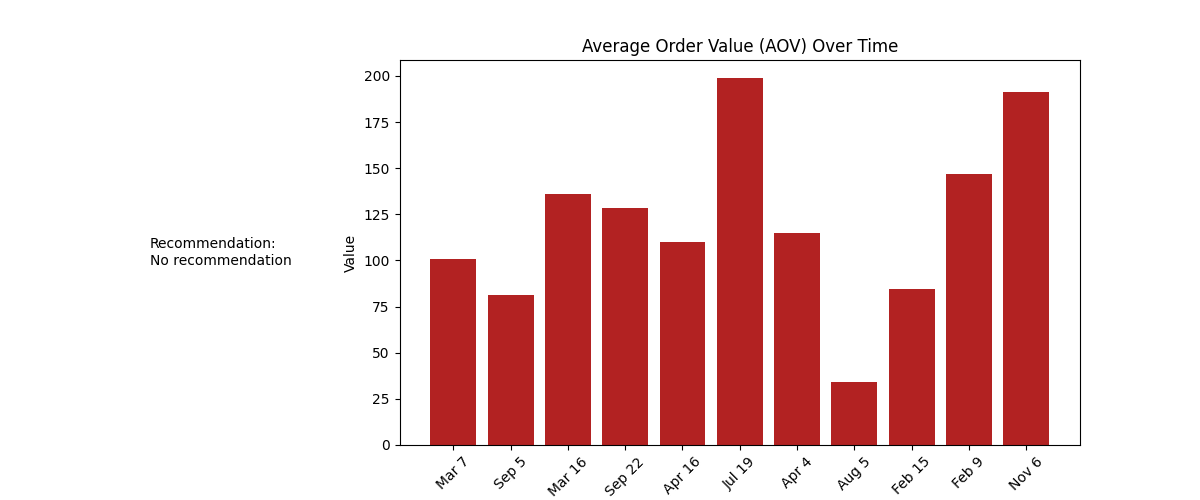 Average Order Value (AOV) Over Time
Recommendation:
No recommendation
Value
200
175
150
125
100
75
50
25
0
Mar 7
Sep 5
Mar 16
Sep 22
Apr 16
Jul 19
Apr 4
Aug 5
Feb 15
Feb 9
Nov 6